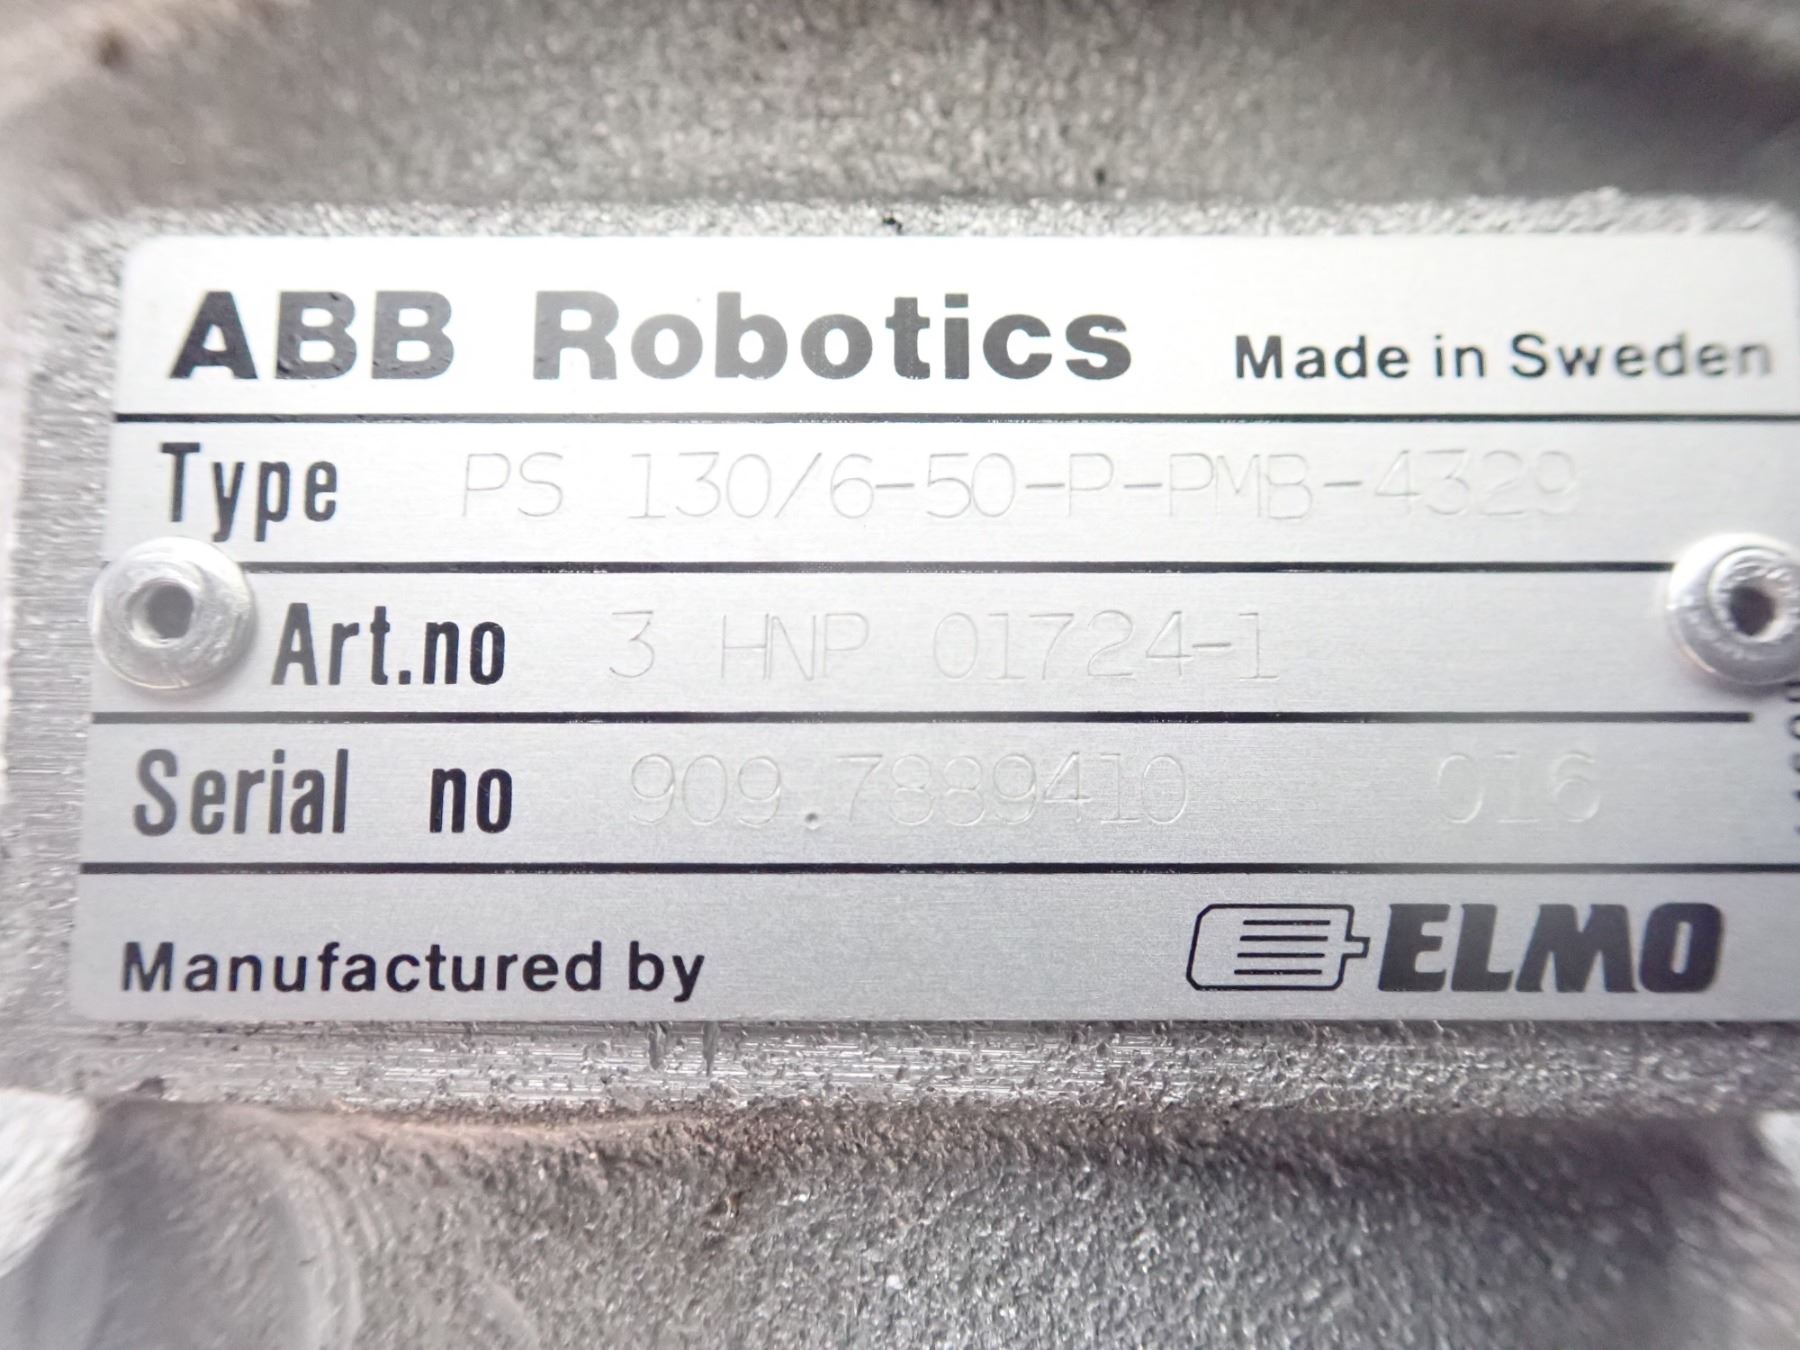 ABB Robotics Made in Sweden
Type PS 130/6-50-P-PMB-4329
Art.no 3 HNP 01724-1
Serial no 909.7889410 016
Manufactured by ELMO